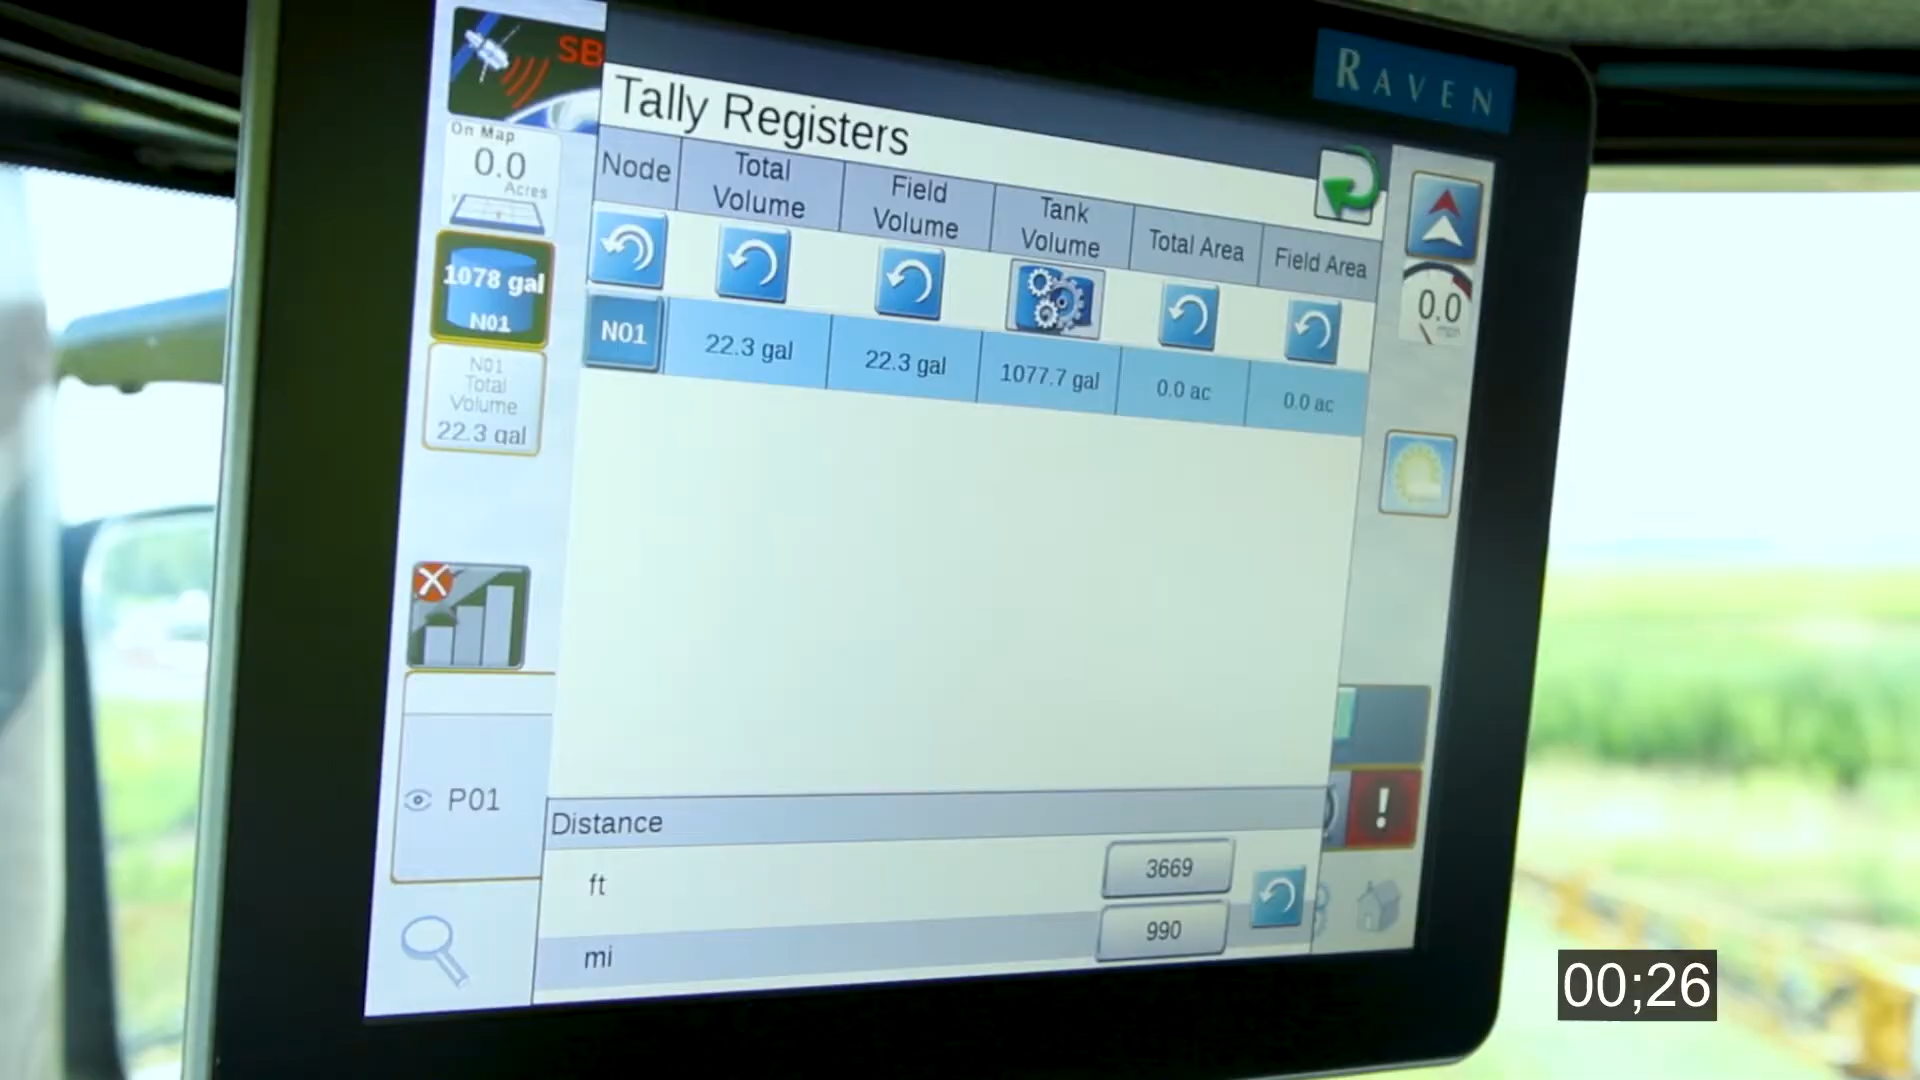 SB
RAVEN
Tally Registers
On Map
0.0
Acres
Node
Total
Volume
Field
Volume
Tank
Volume
Total Area
Field Area
1078 gal
N01
0.0
mph
N01
22.3 gal
22.3 gal
1077.7 gal
0.0 ac
0.0 ac
N01
Total
Volume
22.3 gal
P01
!
Distance
ft
3669
mi
990
00;26